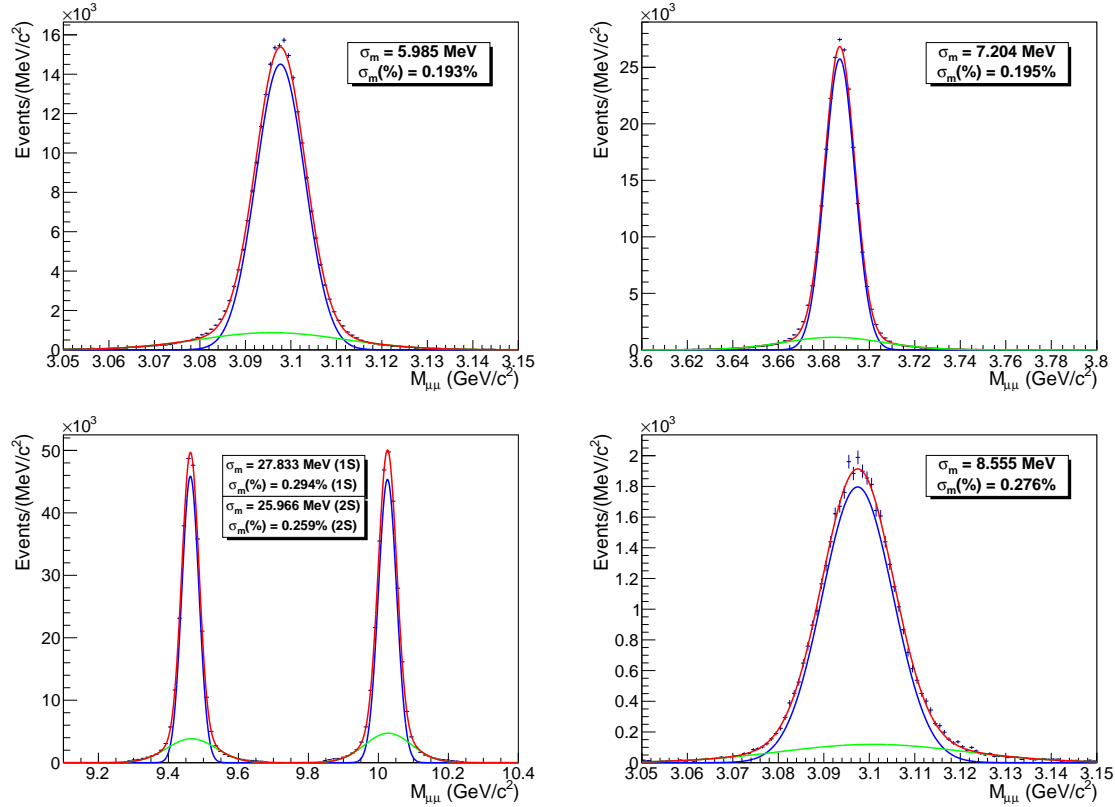 ×10³
Events/(MeV/c²)
16
14
12
10
8
6
4
2
0
σm = 5.985 MeV
σm(%) = 0.193%
3.05 3.06 3.07 3.08 3.09 3.1 3.11 3.12 3.13 3.14 3.15
Mμμ (GeV/c²)
×10³
Events/(MeV/c²)
25
20
15
10
5
0
σm = 7.204 MeV
σm(%) = 0.195%
3.6 3.62 3.64 3.66 3.68 3.7 3.72 3.74 3.76 3.78 3.8
Mμμ (GeV/c²)
×10³
Events/(MeV/c²)
50
40
30
20
10
0
σm = 27.833 MeV (1S)
σm(%) = 0.294% (1S)
σm = 25.966 MeV (2S)
σm(%) = 0.259% (2S)
9.2 9.4 9.6 9.8 10 10.2 10.4
Mμμ (GeV/c²)
×10³
Events/(MeV/c²)
2
1.8
1.6
1.4
1.2
1
0.8
0.6
0.4
0.2
0
σm = 8.555 MeV
σm(%) = 0.276%
3.05 3.06 3.07 3.08 3.09 3.1 3.11 3.12 3.13 3.14 3.15
Mμμ (GeV/c²)